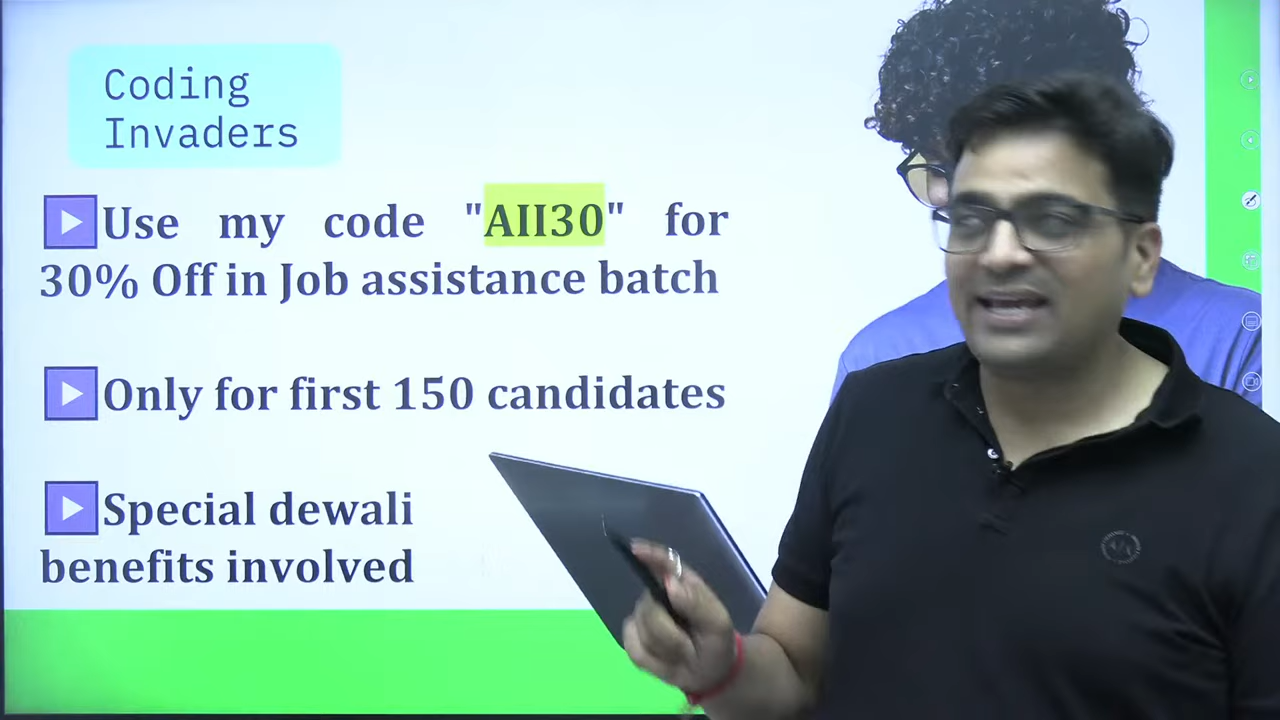 Coding
Invaders
Use my code "AII30" for
30% Off in Job assistance batch
Only for first 150 candidates
Special dewali
benefits involved